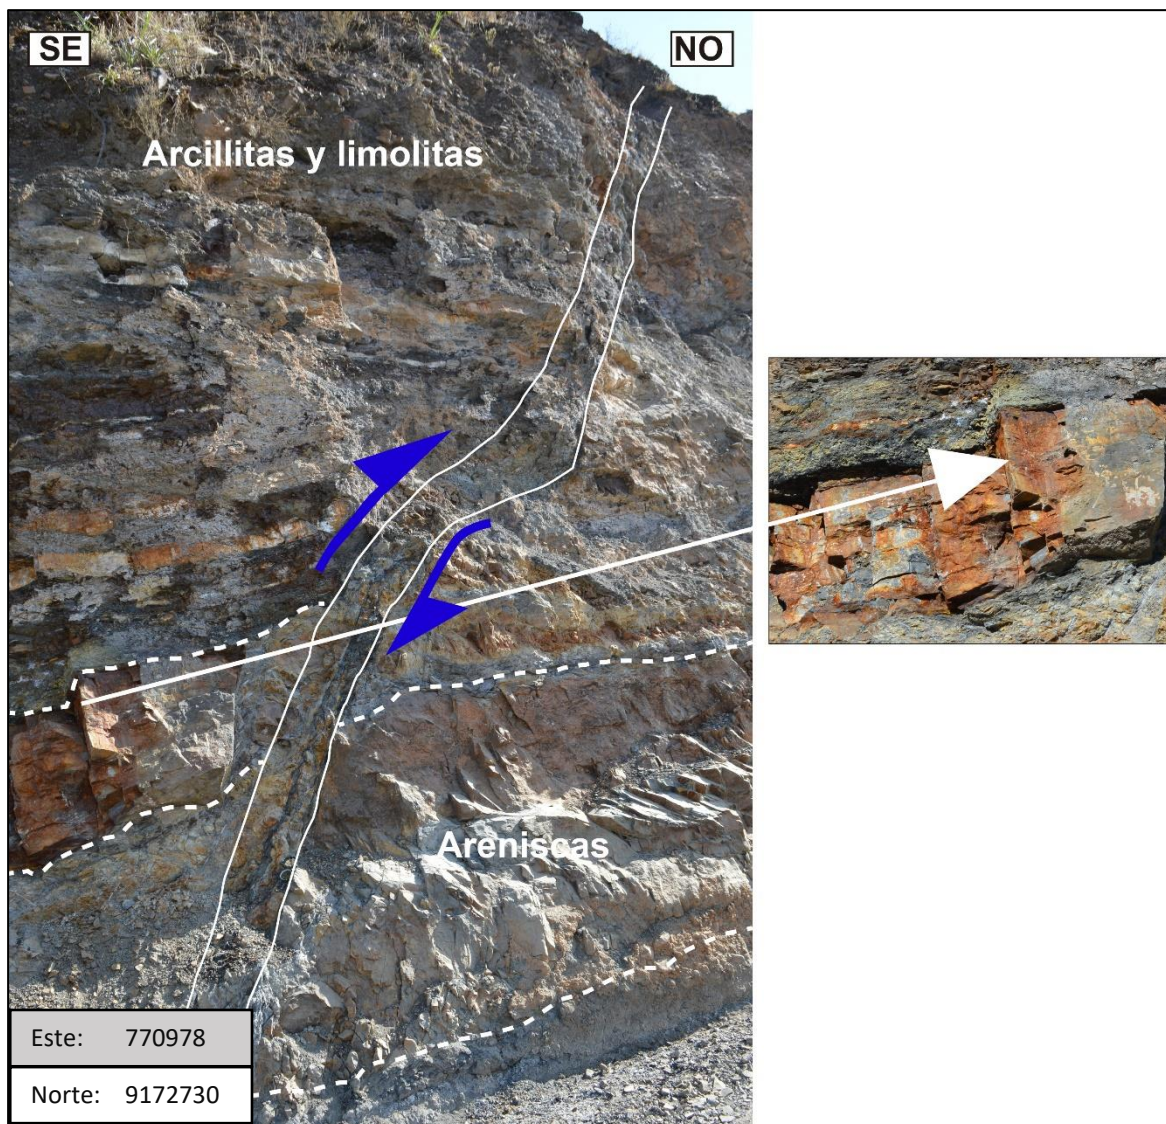 SE
NO
Arcillitas y limolitas
Areniscas
Este: 770978
Norte: 9172730